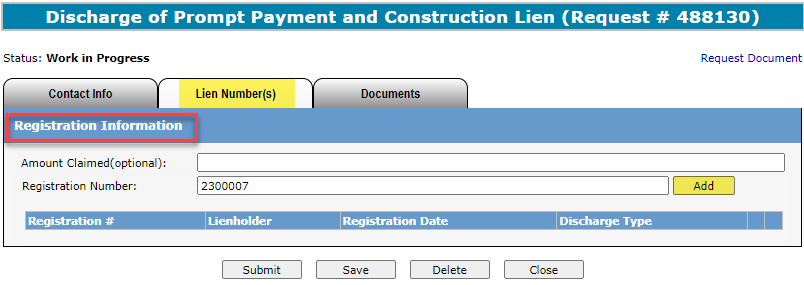 Discharge of Prompt Payment and Construction Lien (Request # 488130)
Status: Work in Progress Request Document
Contact Info Lien Number(s) Documents
Registration Information
Amount Claimed(optional):
Registration Number: 2300007 Add
Registration # Lienholder Registration Date Discharge Type
Submit Save Delete Close